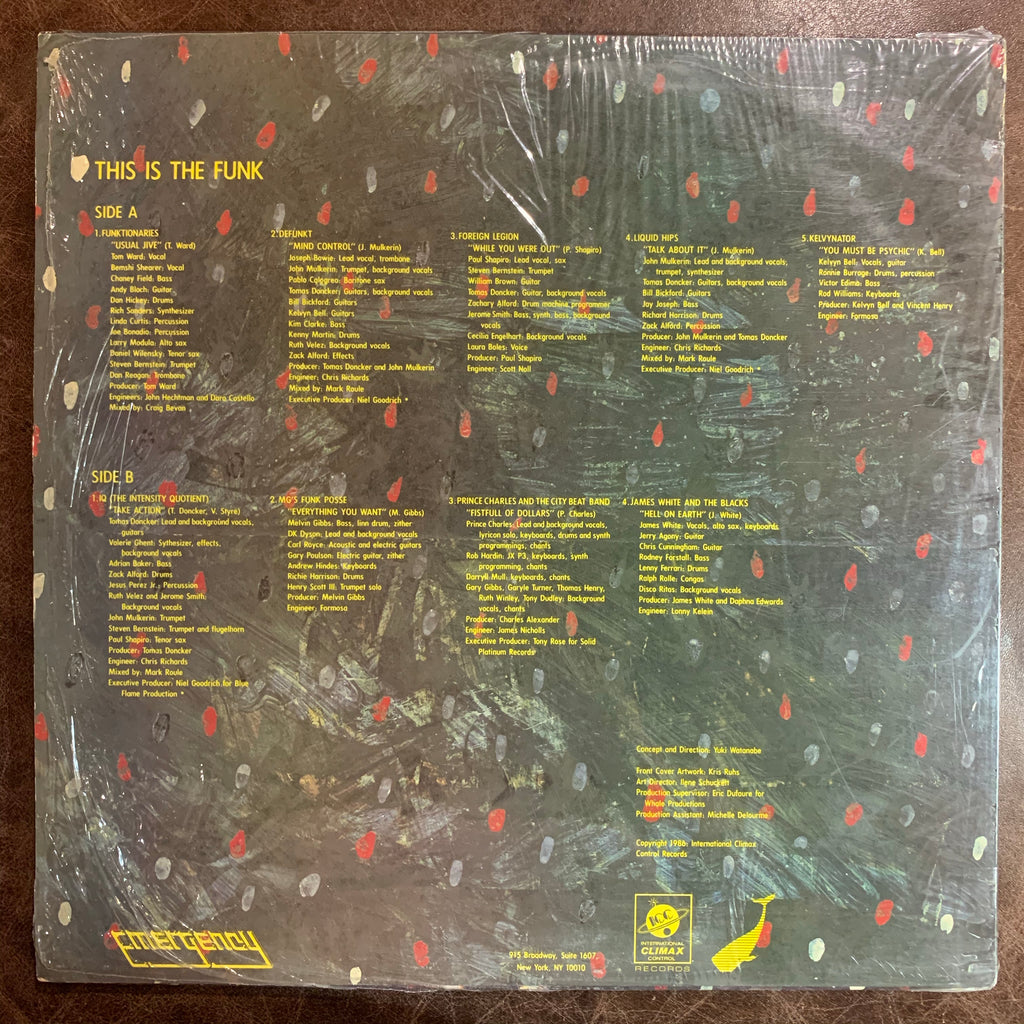 THIS IS THE FUNK
SIDE A
1. FUNKTIONARIES
"USUAL JIVE" (T. Ward)
Tom Ward: Vocal
Bemshi Shearer: Vocal
Chaney Field: Bass
Andy Bloch: Guitar
Dan Hickey: Drums
Rich Sanders: Synthesizer
Linda Curtis: Percussion
Joe Bonadio: Percussion
Larry Modula: Alto sax
Daniel Wilensky: Tenor sax
Steven Bernstein: Trumpet
Dan Reagan: Trombone
Producer: Tom Ward
Engineers: John Hechtman and Daro Costello
Mixed by: Craig Bevan
2. DEFUNKT
"MIND CONTROL" (J. Mulkerin)
Joseph Bowie: Lead vocal, trombone
John Mulkerin: Trumpet, background vocals
Pablo Calogreo: Baritone sax
Tomas Doncker: Guitars, background vocals
Bill Bickford: Guitars
Kelvyn Bell: Guitars
Kim Clarke: Bass
Kenny Martin: Drums
Ruth Velez: Background vocals
Zack Alford: Effects
Producer: Tomas Doncker and John Mulkerin
Engineer: Chris Richards
Mixed by: Mark Roule
Executive Producer: Niel Goodrich *
3. FOREIGN LEGION
"WHILE YOU WERE OUT" (P. Shapiro)
Paul Shapiro: Lead vocal, sax
Steven Bernstein: Trumpet
William Brown: Guitar
Tomas Doncker: Guitar, background vocals
Zachary Alford: Drum machine programmer
Jerome Smith: Bass, synth. bass, background
vocals
Cecilia Engelhart: Background vocals
Laura Bales: Voice
Producer: Paul Shapiro
Engineer: Scott Noll
4. LIQUID HIPS
"TALK ABOUT IT" (J. Mulkerin)
John Mulkerin: Lead and background vocals;
trumpet, synthesizer
Tomas Doncker: Guitars, background vocals
Bill Bickford: Guitars
Jay Joseph: Bass
Richard Harrison: Drums
Zack Alford: Percussion
Producer: John Mulkerin and Tomas Doncker
Engineer: Chris Richards
Mixed by: Mark Roule
Executive Producer: Niel Goodrich *
5. KELVYNATOR
"YOU MUST BE PSYCHIC" (K. Bell)
Kelvyn Bell: Vocals, guitar
Ronnie Burrage: Drums, percussion
Victor Edimb: Bass
Rod Williams: Keyboards
Producer: Kelvyn Bell and Vincent Henry
Engineer: Formosa
SIDE B
1. IQ (THE INTENSITY QUOTIENT)
"TAKE ACTION" (T. Doncker, V. Styre)
Tomas Doncker: Lead and background vocals,
guitars
Valerie Ghent: Sythesizer, effects,
background vocals
Adrian Baker: Bass
Zack Alford: Drums
Jesus Perez Jr.: Percussion
Ruth Velez and Jerome Smith:
Background vocals
John Mulkerin: Trumpet
Steven Bernstein: Trumpet and flugelhorn
Paul Shapiro: Tenor sax
Producer Tomas Doncker
Engineer: Chris Richards
Mixed by: Mark Roule
Executive Producer: Niel Goodrich for Blue
Flame Production *
2. MG'S FUNK POSSE
"EVERYTHING YOU WANT" (M. Gibbs)
Melvin Gibbs: Bass, linn drum, zither
DK Dyson: Lead and background vocals
Carl Royce: Acoustic and electric guitars
Gary Poulson: Electric guitar, zither
Andrew Hindes: Keyboards
Richie Harrison: Drums
Henry Scott III: Trumpet solo
Producer: Melvin Gibbs
Engineer: Formosa
3. PRINCE CHARLES AND THE CITY BEAT BAND
"FISTFULL OF DOLLARS" (P. Charles)
Prince Charles: Lead and background vocals,
lyricon solo, keyboards, drums and synth
programmings, chants
Rob Hardin: JX P3, keyboards, synth
programming, chants
Darryll Mull: keyboards, chants
Gary Gibbs, Garyle Turner, Thomas Henry,
Ruth Winley, Tony Dudley: Background
vocals, chants
Producer: Charles Alexander
Engineer: James Nicholls
Executive Producer: Tony Rose for Solid
Platinum Records
4. JAMES WHITE AND THE BLACKS
"HELL ON EARTH" (J. White)
James White: Vocals, alto sax, keyboards
Jerry Agony: Guitar
Chris Cunningham: Guitar
Rodney Forstall: Bass
Lenny Ferrari: Drums
Ralph Rolle: Congas
Disco Ritas: Background vocals
Producer: James White and Daphna Edwards
Engineer: Lonny Kelein
Concept and Direction: Yuki Watanabe
Front Cover Artwork: Kris Ruhs
Art Director: Ilene Schuckett
Production Supervisor: Eric Dufaure for
Whale Productions
Production Assistant: Michelle Delourme
Copyright 1986: International Climax
Control Records
emergency
915 Broadway, Suite 1607
New York, NY 10010
ICC
INTERNATIONAL
CLIMAX
CONTROL
RECORDS